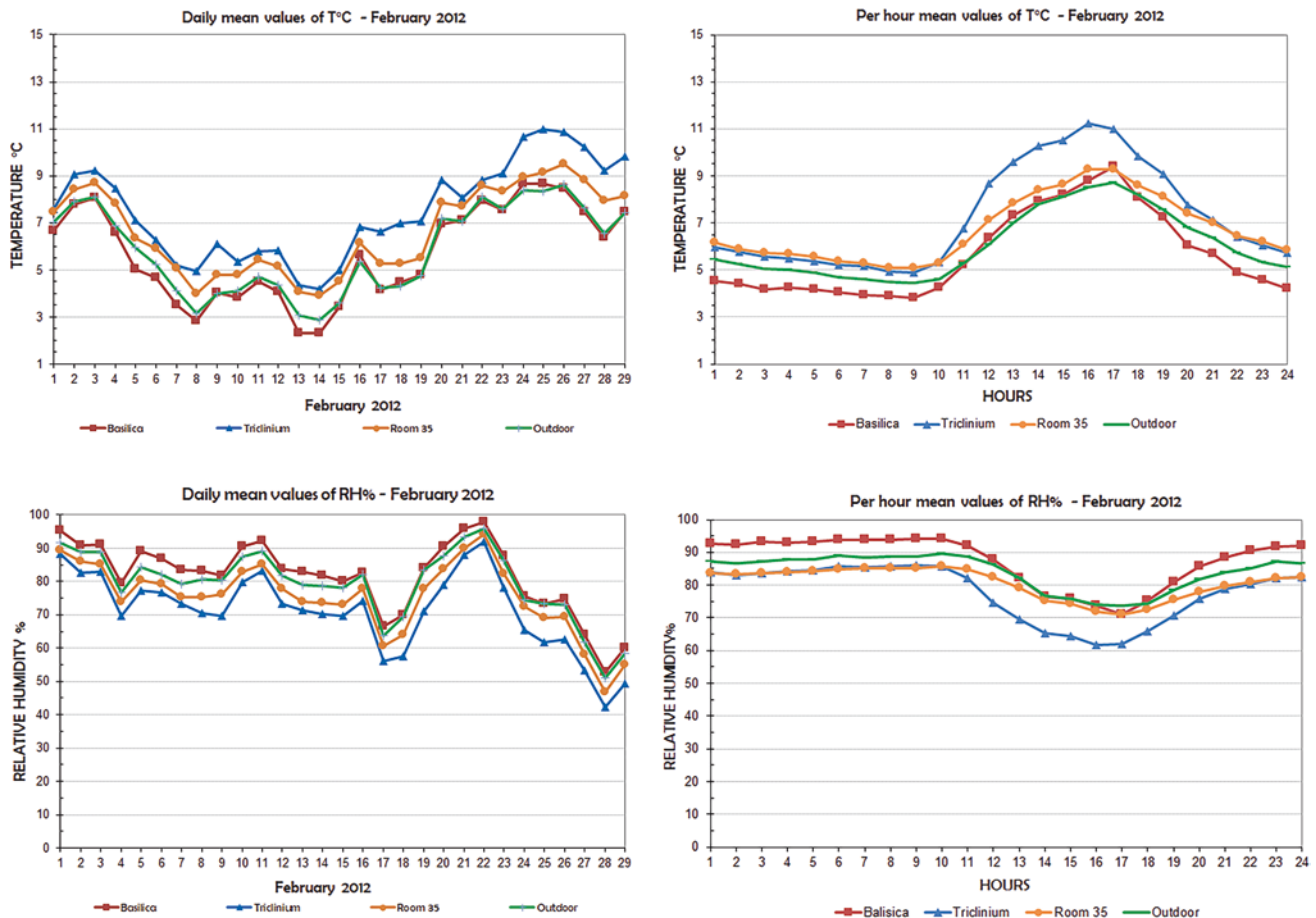 Daily mean values of T°C - February 2012
15
13
11
9
7
5
3
1
TEMPERATURE °C
1 2 3 4 5 6 7 8 9 10 11 12 13 14 15 16 17 18 19 20 21 22 23 24 25 26 27 28 29
February 2012
Basilica Triclinium Room 35 Outdoor
Per hour mean values of T°C - February 2012
15
13
11
9
7
5
3
1
TEMPERATURE °C
1 2 3 4 5 6 7 8 9 10 11 12 13 14 15 16 17 18 19 20 21 22 23 24
HOURS
Basilica Triclinium Room 35 Outdoor
Daily mean values of RH% - February 2012
100
90
80
70
60
50
40
30
20
10
0
RELATIVE HUMIDITY %
1 2 3 4 5 6 7 8 9 10 11 12 13 14 15 16 17 18 19 20 21 22 23 24 25 26 27 28 29
February 2012
Basilica Triclinium Room 35 Outdoor
Per hour mean values of RH% - February 2012
100
90
80
70
60
50
40
30
20
10
0
RELATIVE HUMIDITY%
1 2 3 4 5 6 7 8 9 10 11 12 13 14 15 16 17 18 19 20 21 22 23 24
HOURS
Balisica Triclinium Room 35 Outdoor